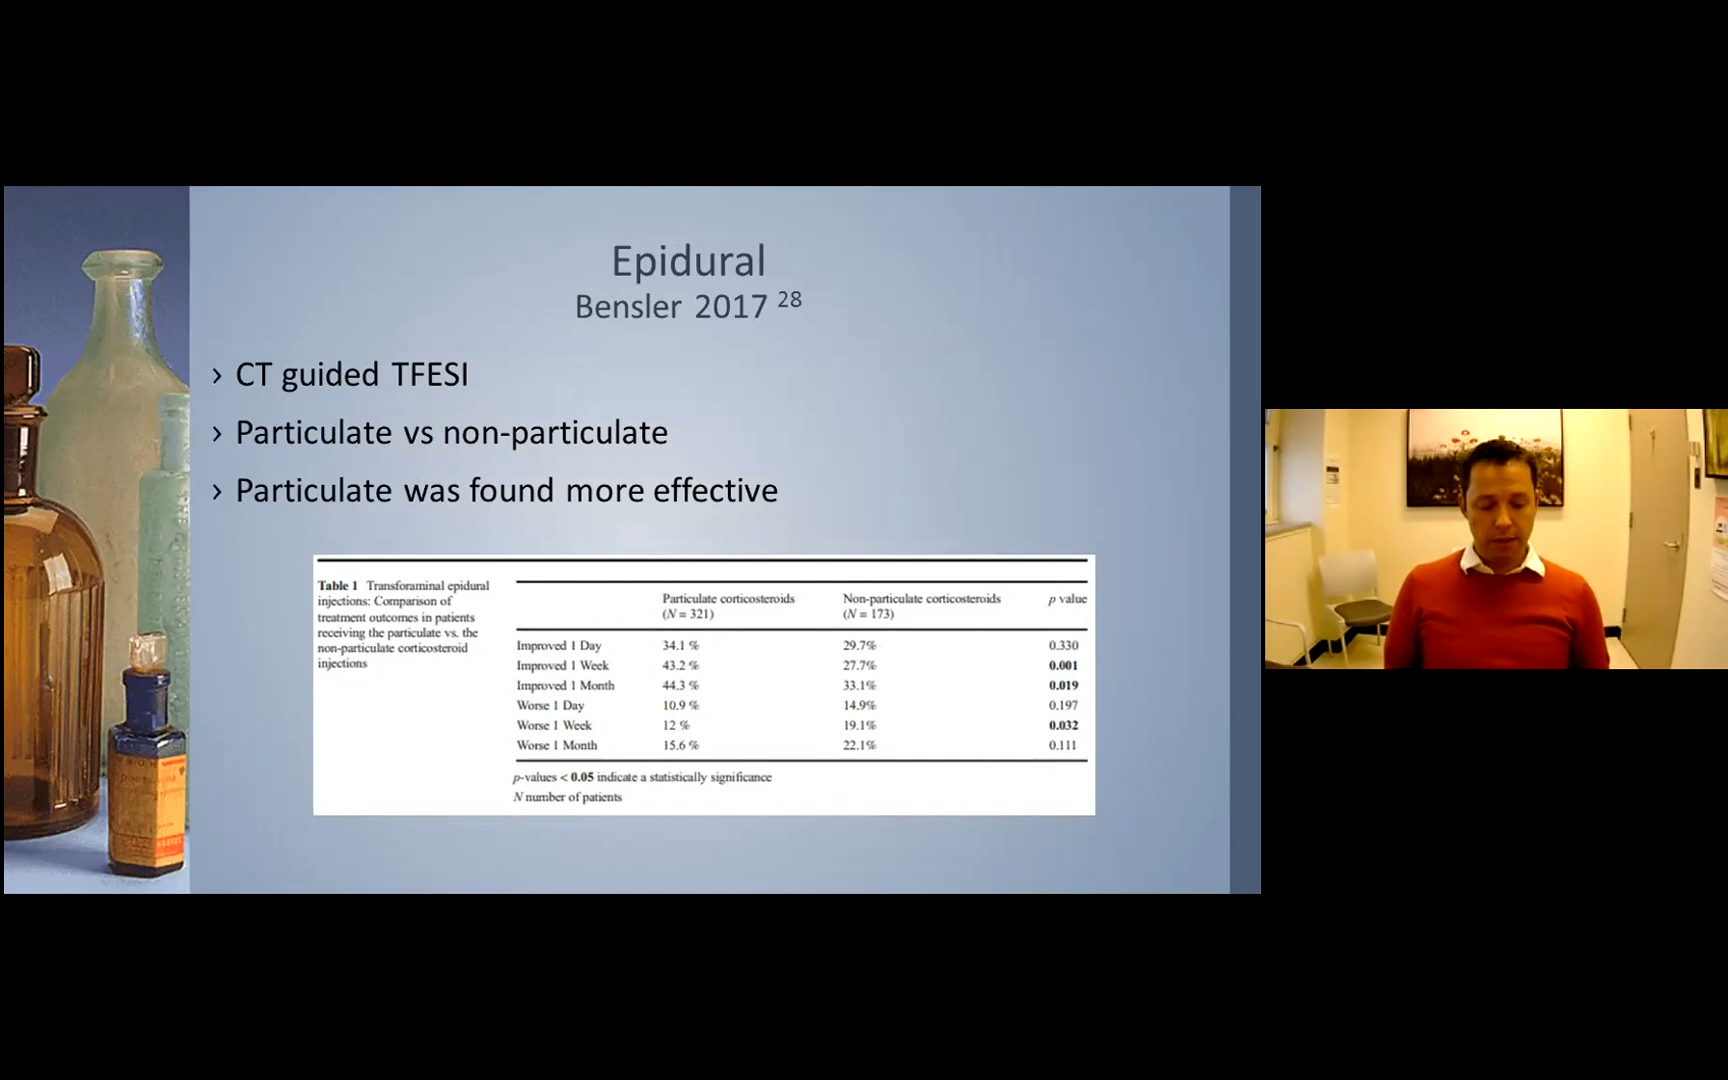 Epidural
Bensler 2017 28
› CT guided TFESI
› Particulate vs non-particulate
› Particulate was found more effective
Table 1 Transforaminal epidural
injections: Comparison of
treatment outcomes in patients
receiving the particulate vs. the
non-particulate corticosteroid
injections
Particulate corticosteroids Non-particulate corticosteroids p value
(N = 321) (N = 173)
Improved 1 Day 34.1 % 29.7% 0.330
Improved 1 Week 43.2 % 27.7% 0.001
Improved 1 Month 44.3 % 33.1% 0.019
Worse 1 Day 10.9 % 14.9% 0.197
Worse 1 Week 12 % 19.1% 0.032
Worse 1 Month 15.6 % 22.1% 0.111
p-values < 0.05 indicate a statistically significance
N number of patients